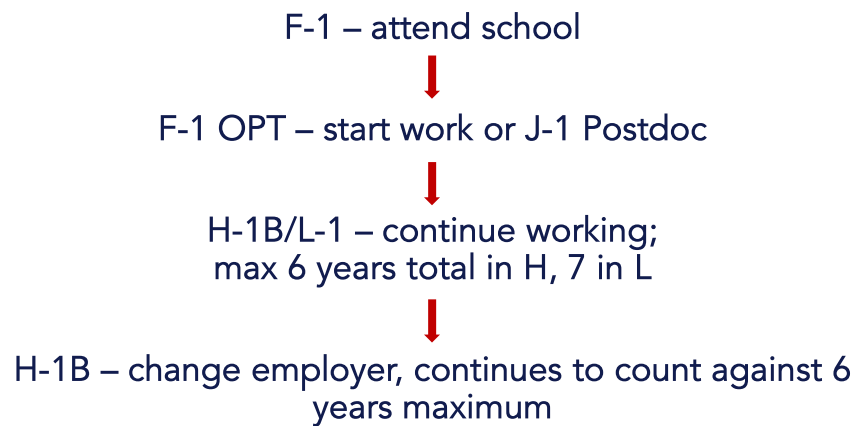 F-1 – attend school
F-1 OPT – start work or J-1 Postdoc
H-1B/L-1 – continue working;
max 6 years total in H, 7 in L
H-1B – change employer, continues to count against 6
years maximum